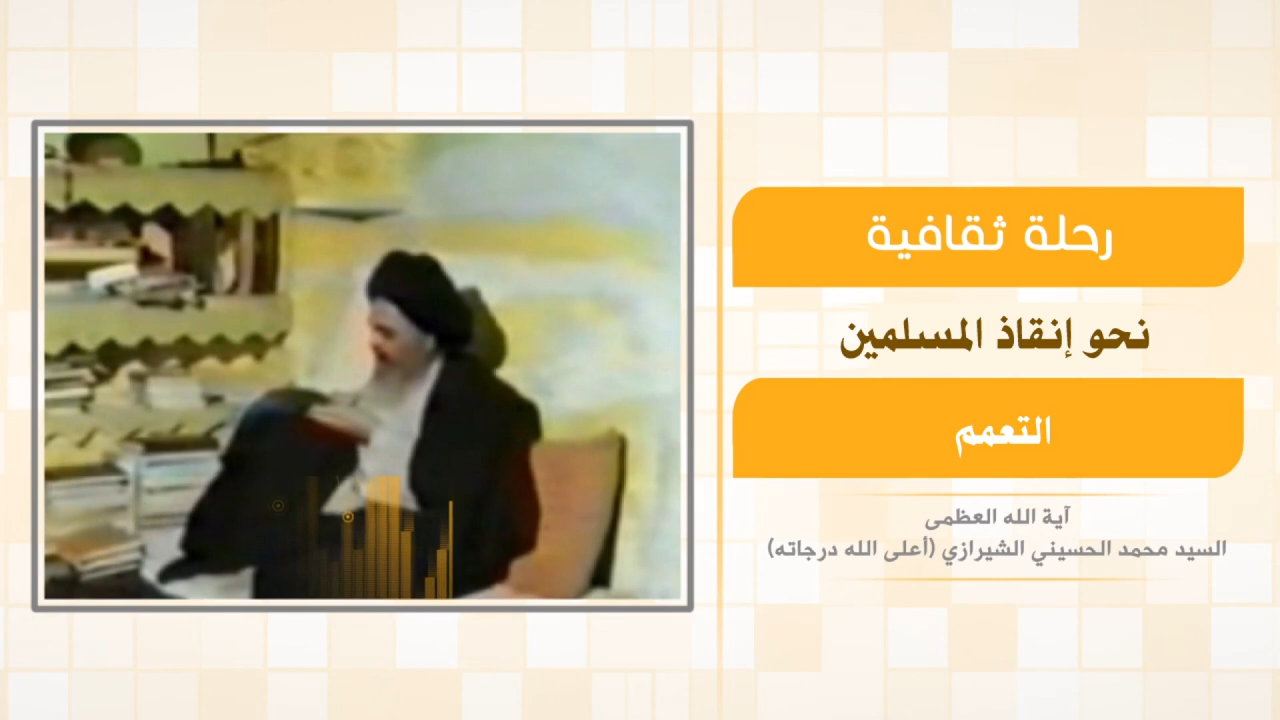 رحلة ثقافية
نحو إنقاذ المسلمين
التعمم
آية الله العظمى
السيد محمد الحسيني الشيرازي (أعلى الله درجاته)